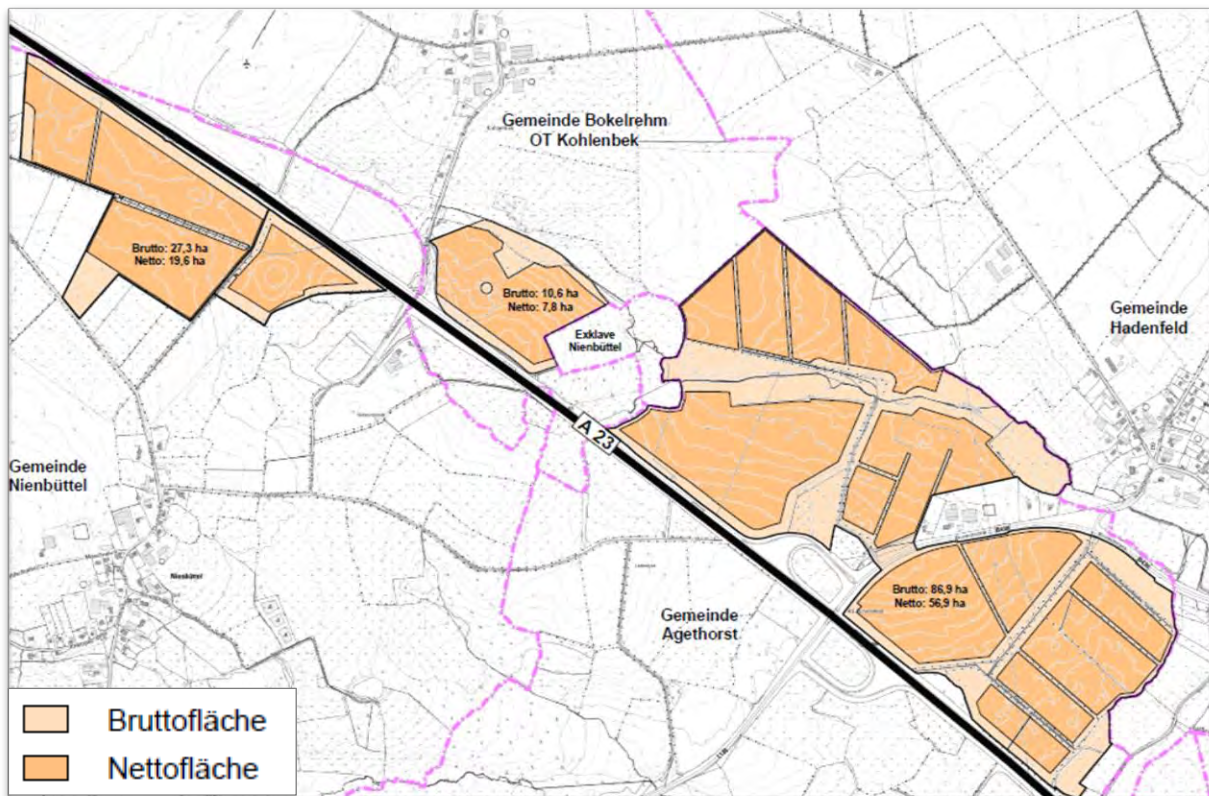 Gemeinde Bokelrehm
OT Kohlenbek
Brutto: 27,3 ha
Netto: 19,6 ha
Brutto: 10,6 ha
Netto: 7,8 ha
Exklave
Nienbüttel
Gemeinde
Hadenfeld
A 23
Gemeinde
Nienbüttel
Nienbüttel
Brutto: 86,9 ha
Netto: 56,9 ha
Gemeinde
Agethorst
Bruttofläche
Nettofläche